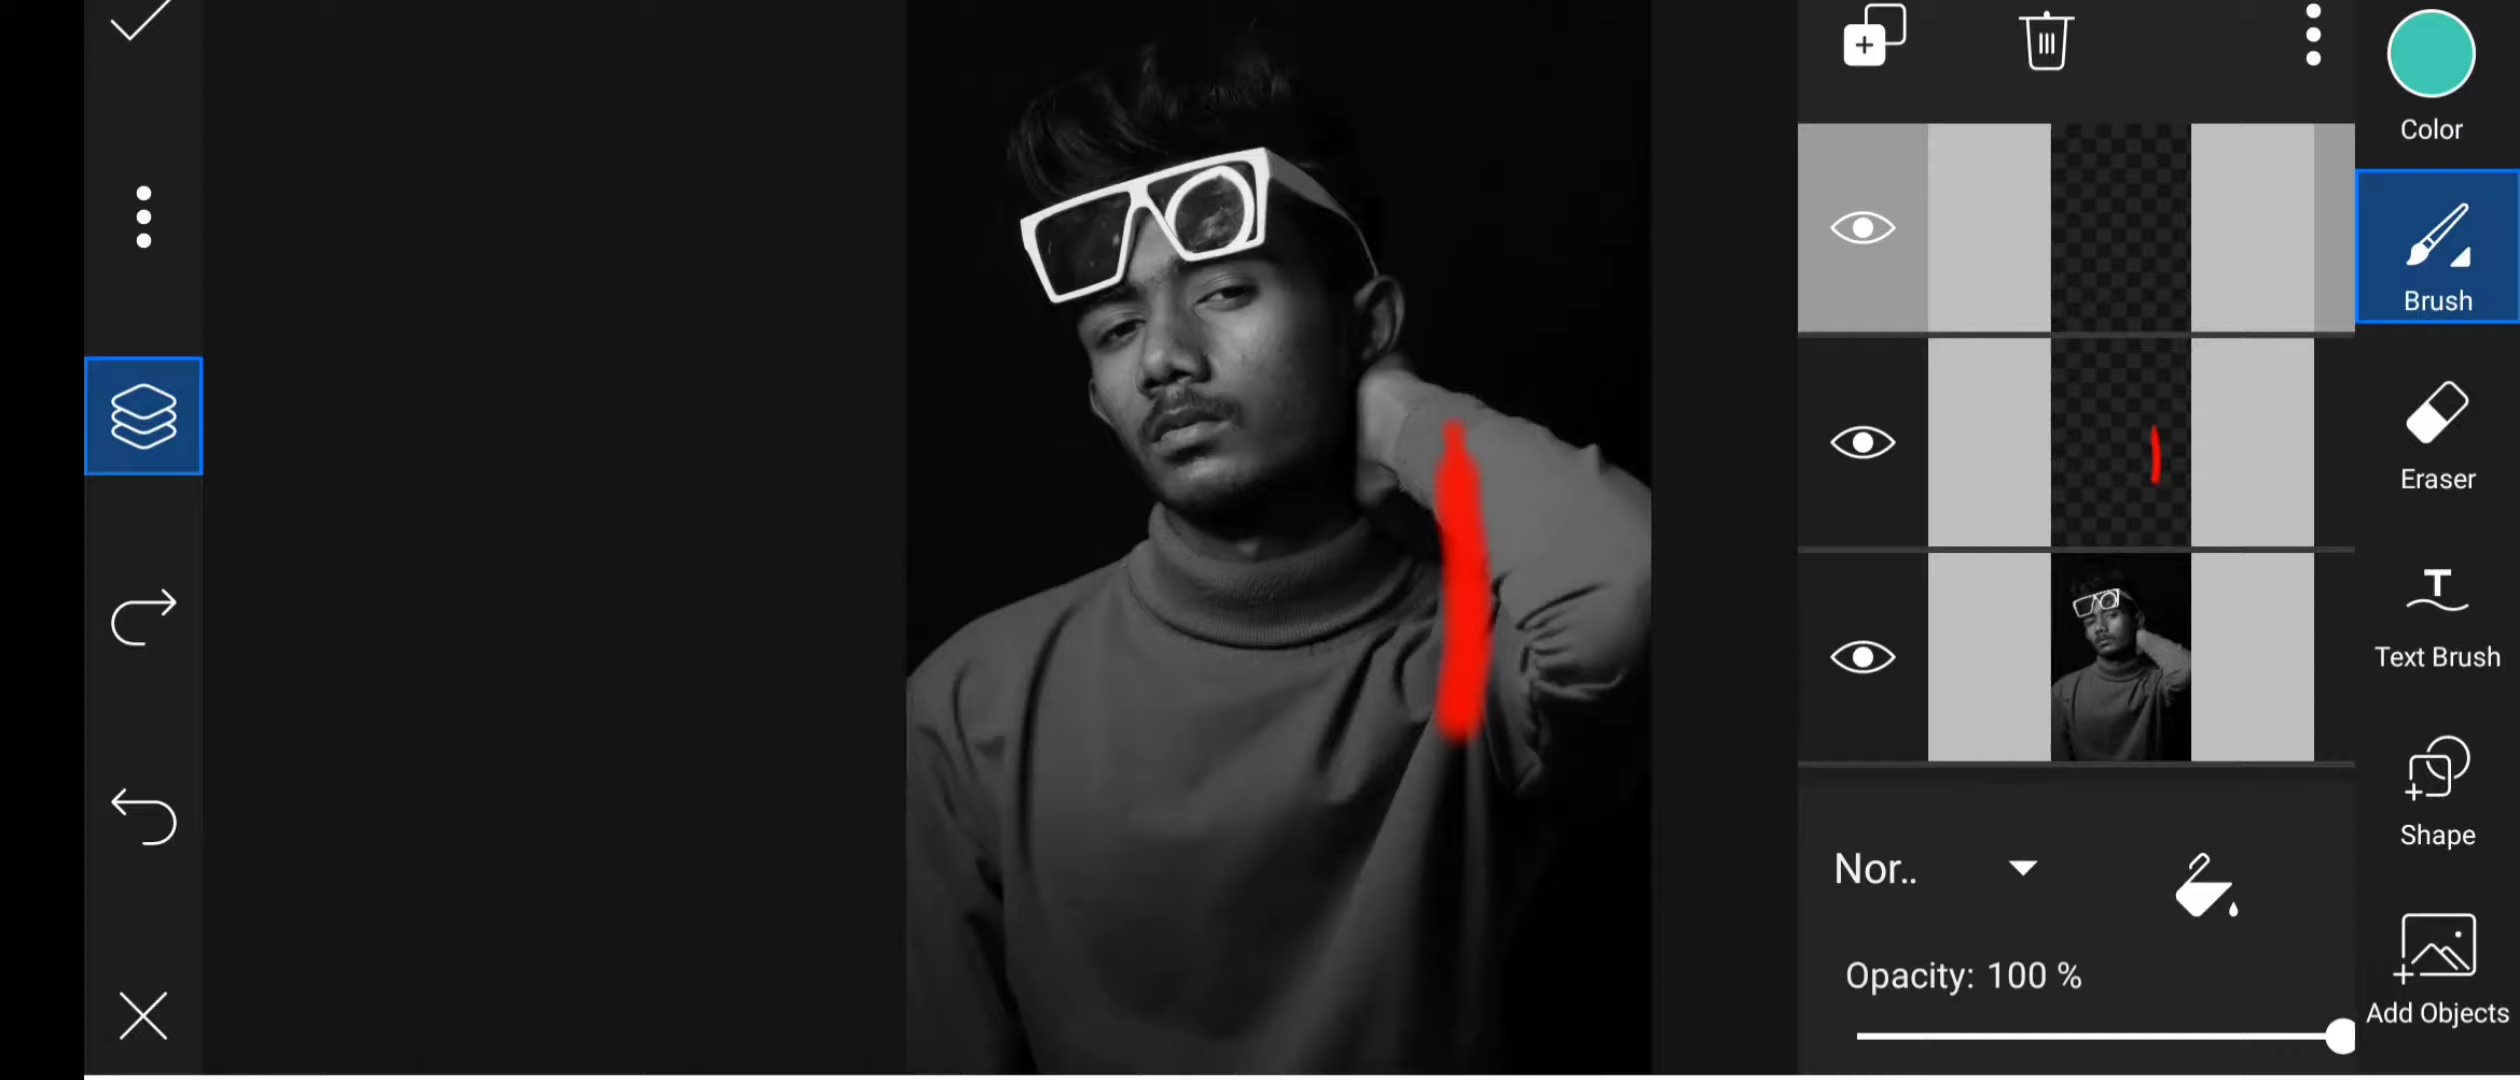 Color
Brush
Eraser
Text Brush
Shape
Nor..
Opacity: 100 %
Add Objects